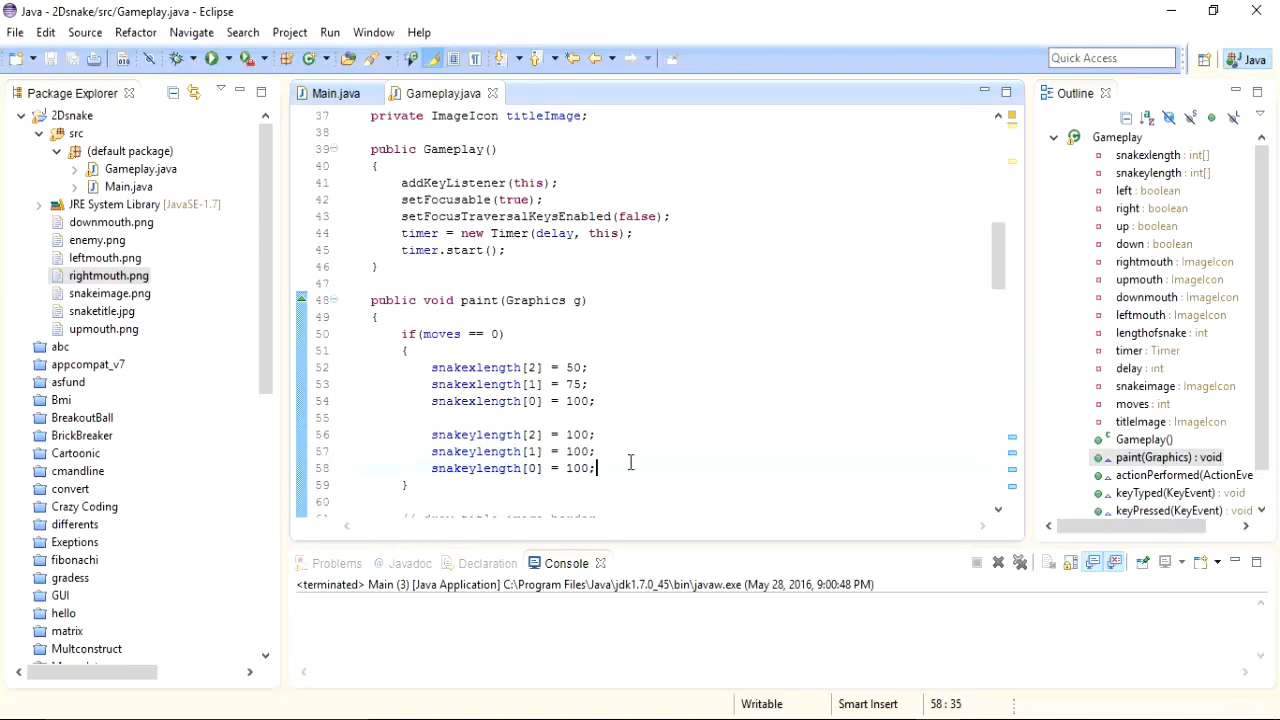 Java - 2Dsnake/src/Gameplay.java - Eclipse
File Edit Source Refactor Navigate Search Project Run Window Help
Quick Access
Java
Package Explorer
2Dsnake
src
(default package)
Gameplay.java
Main.java
JRE System Library [JavaSE-1.7]
downmouth.png
enemy.png
leftmouth.png
rightmouth.png
snakeimage.png
snaketitle.jpg
upmouth.png
abc
appcompat_v7
asfund
Bmi
BreakoutBall
BrickBreaker
Cartoonic
cmandline
convert
Crazy Coding
differents
Exeptions
fibonachi
gradess
GUI
hello
matrix
Multconstruct
Main.java Gameplay.java
37 private ImageIcon titleImage;
38
39 public Gameplay()
40 {
41 addKeyListener(this);
42 setFocusable(true);
43 setFocusTraversalKeysEnabled(false);
44 timer = new Timer(delay, this);
45 timer.start();
46 }
47
48 public void paint(Graphics g)
49 {
50 if(moves == 0)
51 {
52 snakexlength[2] = 50;
53 snakexlength[1] = 75;
54 snakexlength[0] = 100;
55
56 snakeylength[2] = 100;
57 snakeylength[1] = 100;
58 snakeylength[0] = 100;
59 }
60
61 // draw title image border
Outline
Gameplay
snakexlength : int[]
snakeylength : int[]
left : boolean
right : boolean
up : boolean
down : boolean
rightmouth : ImageIcon
upmouth : ImageIcon
downmouth : ImageIcon
leftmouth : ImageIcon
lengthofsnake : int
timer : Timer
delay : int
snakeimage : ImageIcon
moves : int
titleImage : ImageIcon
Gameplay()
paint(Graphics) : void
actionPerformed(ActionEve
keyTyped(KeyEvent) : void
keyPressed(KeyEvent) : void
Problems Javadoc Declaration Console
<terminated> Main (3) [Java Application] C:\Program Files\Java\jdk1.7.0_45\bin\javaw.exe (May 28, 2016, 9:00:48 PM)
Writable Smart Insert 58 : 35